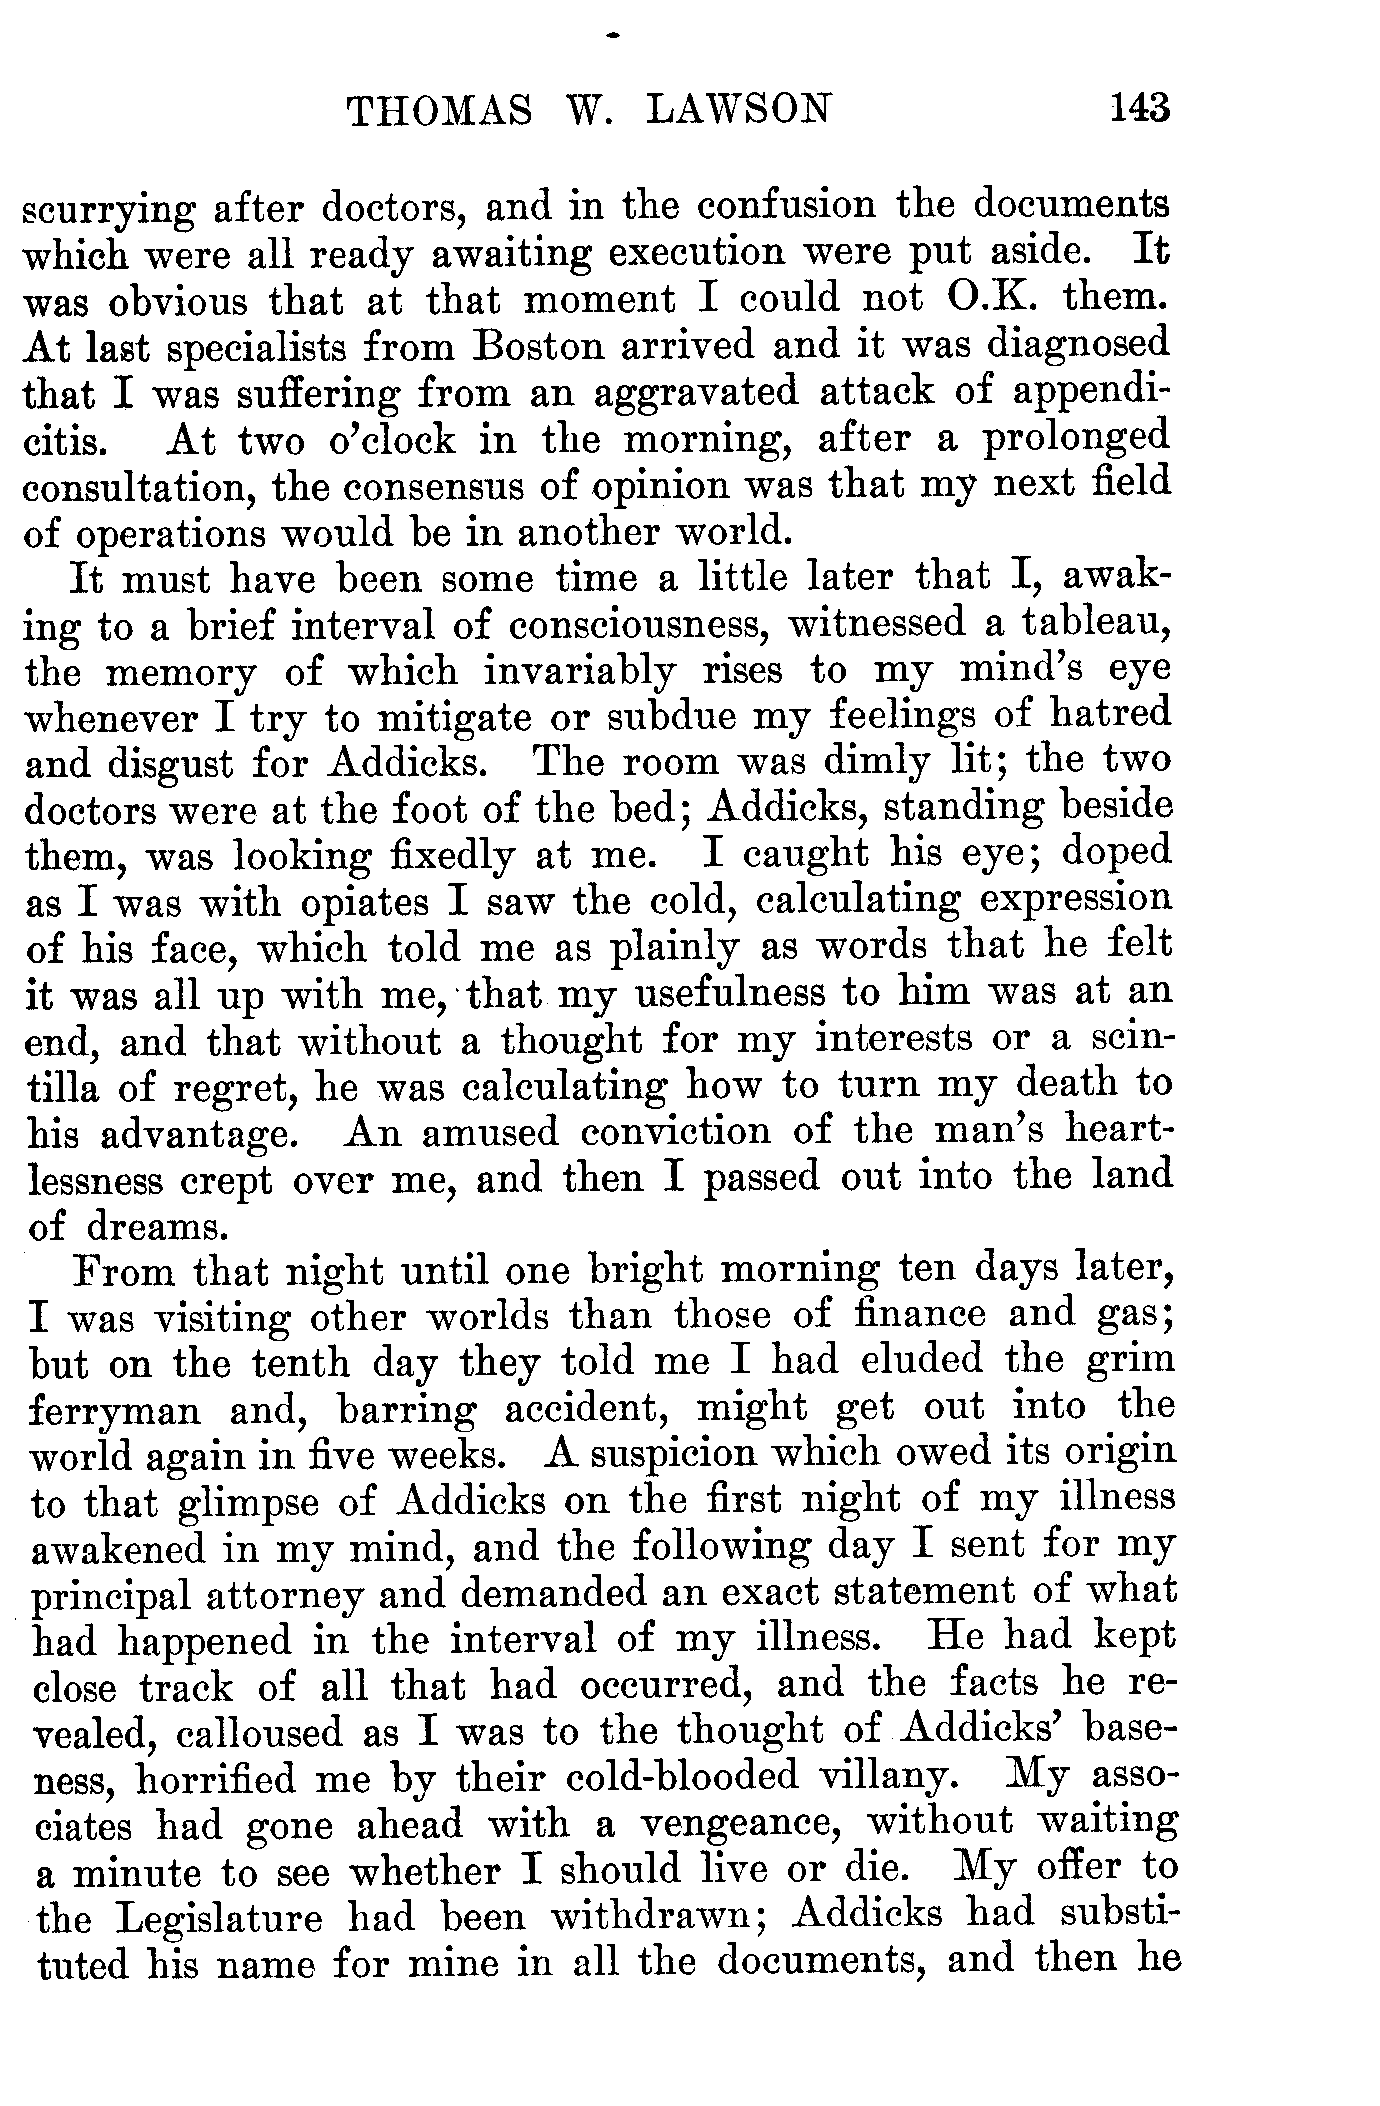 THOMAS W. LAWSON 143
scurrying after doctors, and in the confusion the documents
which were all ready awaiting execution were put aside. It
was obvious that at that moment I could not O.K. them.
At last specialists from Boston arrived and it was diagnosed
that I was suffering from an aggravated attack of appendi-
citis. At two o'clock in the morning, after a prolonged
consultation, the consensus of opinion was that my next field
of operations would be in another world.
It must have been some time a little later that I, awak-
ing to a brief interval of consciousness, witnessed a tableau,
the memory of which invariably rises to my mind's eye
whenever I try to mitigate or subdue my feelings of hatred
and disgust for Addicks. The room was dimly lit; the two
doctors were at the foot of the bed; Addicks, standing beside
them, was looking fixedly at me. I caught his eye; doped
as I was with opiates I saw the cold, calculating expression
of his face, which told me as plainly as words that he felt
it was all up with me, that my usefulness to him was at an
end, and that without a thought for my interests or a scin-
tilla of regret, he was calculating how to turn my death to
his advantage. An amused conviction of the man's heart-
lessness crept over me, and then I passed out into the land
of dreams.
From that night until one bright morning ten days later,
I was visiting other worlds than those of finance and gas;
but on the tenth day they told me I had eluded the grim
ferryman and, barring accident, might get out into the
world again in five weeks. A suspicion which owed its origin
to that glimpse of Addicks on the first night of my illness
awakened in my mind, and the following day I sent for my
principal attorney and demanded an exact statement of what
had happened in the interval of my illness. He had kept
close track of all that had occurred, and the facts he re-
vealed, calloused as I was to the thought of Addicks' base-
ness, horrified me by their cold-blooded villany. My asso-
ciates had gone ahead with a vengeance, without waiting
a minute to see whether I should live or die. My offer to
the Legislature had been withdrawn; Addicks had substi-
tuted his name for mine in all the documents, and then he